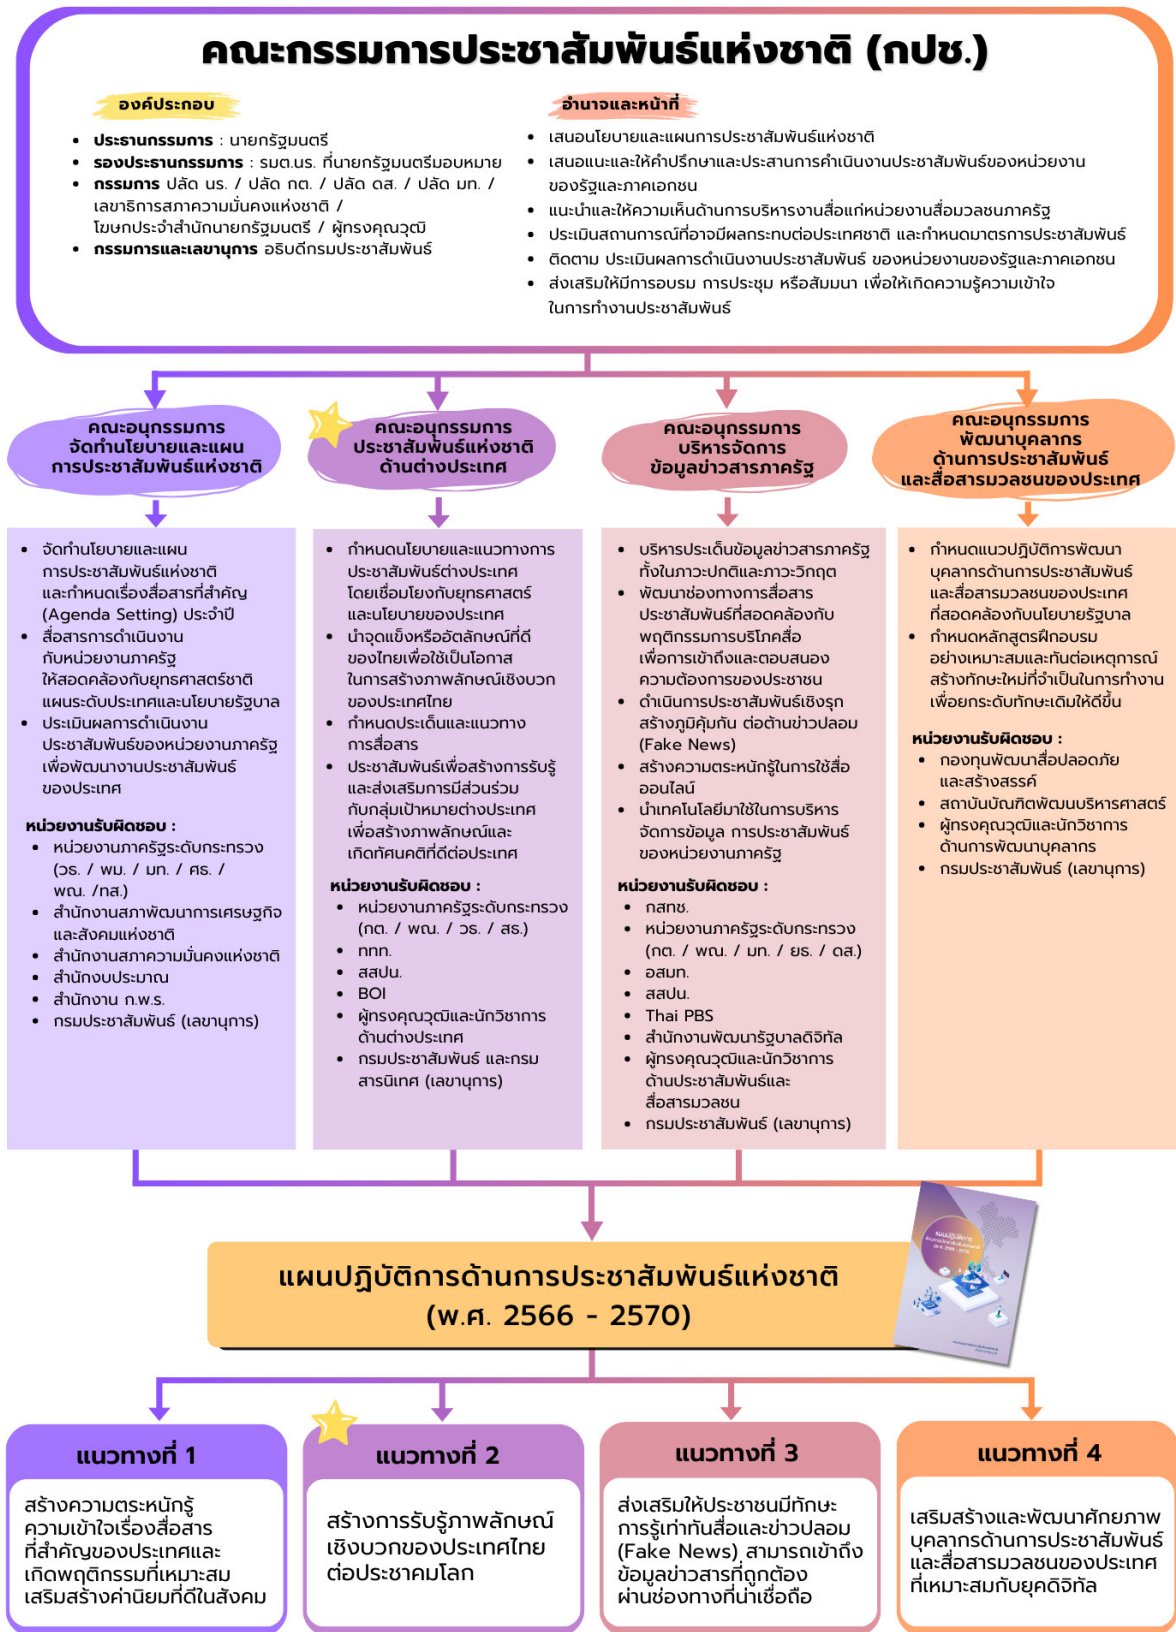 คณะกรรมการประชาสัมพันธ์แห่งชาติ (กปช.)
องค์ประกอบ
• ประธานกรรมการ : นายกรัฐมนตรี
• รองประธานกรรมการ : รมต.นร. ที่นายกรัฐมนตรีมอบหมาย
• กรรมการ ปลัด นร. / ปลัด กต. / ปลัด ดส. / ปลัด มท. /
เลขาธิการสภาความมั่นคงแห่งชาติ /
โฆษกประจำสำนักนายกรัฐมนตรี / ผู้ทรงคุณวุฒิ
• กรรมการและเลขานุการ อธิบดีกรมประชาสัมพันธ์
อำนาจและหน้าที่
• เสนอนโยบายและแผนการประชาสัมพันธ์แห่งชาติ
• เสนอแนะและให้คำปรึกษาและประสานการดำเนินงานประชาสัมพันธ์ของหน่วยงาน
ของรัฐและภาคเอกชน
• แนะนำและให้ความเห็นด้านการบริหารงานสื่อแก่หน่วยงานสื่อมวลชนภาครัฐ
• ประเมินสถานการณ์ที่อาจมีผลกระทบต่อประเทศชาติ และกำหนดมาตรการประชาสัมพันธ์
• ติดตาม ประเมินผลการดำเนินงานประชาสัมพันธ์ ของหน่วยงานของรัฐและภาคเอกชน
• ส่งเสริมให้มีการอบรม การประชุม หรือสัมมนา เพื่อให้เกิดความรู้ความเข้าใจ
ในการทำงานประชาสัมพันธ์
คณะอนุกรรมการ
จัดทำนโยบายและแผน
การประชาสัมพันธ์แห่งชาติ
• จัดทำนโยบายและแผน
การประชาสัมพันธ์แห่งชาติ
และกำหนดเรื่องสื่อสารที่สำคัญ
(Agenda Setting) ประจำปี
• สื่อสารการดำเนินงาน
กับหน่วยงานภาครัฐ
ให้สอดคล้องกับยุทธศาสตร์ชาติ
แผนระดับประเทศและนโยบายรัฐบาล
• ประเมินผลการดำเนินงาน
ประชาสัมพันธ์ของหน่วยงานภาครัฐ
เพื่อพัฒนางานประชาสัมพันธ์
ของประเทศ
หน่วยงานรับผิดชอบ :
• หน่วยงานภาครัฐระดับกระทรวง
(วธ. / พม. / มท. / ศธ. /
พณ. /ทส.)
• สำนักงานสภาพัฒนาการเศรษฐกิจ
และสังคมแห่งชาติ
• สำนักงานสภาความมั่นคงแห่งชาติ
• สำนักงบประมาณ
• สำนักงาน ก.พ.ร.
• กรมประชาสัมพันธ์ (เลขานุการ)
คณะอนุกรรมการ
ประชาสัมพันธ์แห่งชาติ
ด้านต่างประเทศ
• กำหนดนโยบายและแนวทางการ
ประชาสัมพันธ์ต่างประเทศ
โดยเชื่อมโยงกับยุทธศาสตร์
และนโยบายของประเทศ
• นำจุดแข็งหรืออัตลักษณ์ที่ดี
ของไทยเพื่อใช้เป็นโอกาส
ในการสร้างภาพลักษณ์เชิงบวก
ของประเทศไทย
• กำหนดประเด็นและแนวทาง
การสื่อสาร
• ประชาสัมพันธ์เพื่อสร้างการรับรู้
และส่งเสริมการมีส่วนร่วม
กับกลุ่มเป้าหมายต่างประเทศ
เพื่อสร้างภาพลักษณ์และ
เกิดทัศนคติที่ดีต่อประเทศ
หน่วยงานรับผิดชอบ :
• หน่วยงานภาครัฐระดับกระทรวง
(กต. / พณ. / วธ. / สธ.)
• ททท.
• สสปน.
• BOI
• ผู้ทรงคุณวุฒิและนักวิชาการ
ด้านต่างประเทศ
• กรมประชาสัมพันธ์ และกรม
สารนิเทศ (เลขานุการ)
คณะอนุกรรมการ
บริหารจัดการ
ข้อมูลข่าวสารภาครัฐ
• บริหารประเด็นข้อมูลข่าวสารภาครัฐ
ทั้งในภาวะปกติและภาวะวิกฤต
• พัฒนาช่องทางการสื่อสาร
ประชาสัมพันธ์ที่สอดคล้องกับ
พฤติกรรมการบริโภคสื่อ
เพื่อการเข้าถึงและตอบสนอง
ความต้องการของประชาชน
• ดำเนินการประชาสัมพันธ์เชิงรุก
สร้างภูมิคุ้มกัน ต่อต้านข่าวปลอม
(Fake News)
• สร้างความตระหนักรู้ในการใช้สื่อ
ออนไลน์
• นำเทคโนโลยีมาใช้ในการบริหาร
จัดการข้อมูล การประชาสัมพันธ์
ของหน่วยงานภาครัฐ
หน่วยงานรับผิดชอบ :
• กสทช.
• หน่วยงานภาครัฐระดับกระทรวง
(กต. / พณ. / มท. / ยธ. / ดส.)
• อสมท.
• สสปน.
• Thai PBS
• สำนักงานพัฒนารัฐบาลดิจิทัล
• ผู้ทรงคุณวุฒิและนักวิชาการ
ด้านประชาสัมพันธ์และ
สื่อสารมวลชน
• กรมประชาสัมพันธ์ (เลขานุการ)
คณะอนุกรรมการ
พัฒนาบุคลากร
ด้านการประชาสัมพันธ์
และสื่อสารมวลชนของประเทศ
• กำหนดแนวปฏิบัติการพัฒนา
บุคลากรด้านการประชาสัมพันธ์
และสื่อสารมวลชนของประเทศ
ที่สอดคล้องกับนโยบายรัฐบาล
• กำหนดหลักสูตรฝึกอบรม
อย่างเหมาะสมและทันต่อเหตุการณ์
สร้างทักษะใหม่ที่จำเป็นในการทำงาน
เพื่อยกระดับทักษะเดิมให้ดีขึ้น
หน่วยงานรับผิดชอบ :
• กองทุนพัฒนาสื่อปลอดภัย
และสร้างสรรค์
• สถาบันบัณฑิตพัฒนบริหารศาสตร์
• ผู้ทรงคุณวุฒิและนักวิชาการ
ด้านการพัฒนาบุคลากร
• กรมประชาสัมพันธ์ (เลขานุการ)
แผนปฏิบัติการด้านการประชาสัมพันธ์แห่งชาติ
(พ.ศ. 2566 - 2570)
แผนปฏิบัติการ
แนวทางที่ 1
สร้างความตระหนักรู้
ความเข้าใจเรื่องสื่อสาร
ที่สำคัญของประเทศและ
เกิดพฤติกรรมที่เหมาะสม
เสริมสร้างค่านิยมที่ดีในสังคม
แนวทางที่ 2
สร้างการรับรู้ภาพลักษณ์
เชิงบวกของประเทศไทย
ต่อประชาคมโลก
แนวทางที่ 3
ส่งเสริมให้ประชาชนมีทักษะ
การรู้เท่าทันสื่อและข่าวปลอม
(Fake News) สามารถเข้าถึง
ข้อมูลข่าวสารที่ถูกต้อง
ผ่านช่องทางที่น่าเชื่อถือ
แนวทางที่ 4
เสริมสร้างและพัฒนาศักยภาพ
บุคลากรด้านการประชาสัมพันธ์
และสื่อสารมวลชนของประเทศ
ที่เหมาะสมกับยุคดิจิทัล